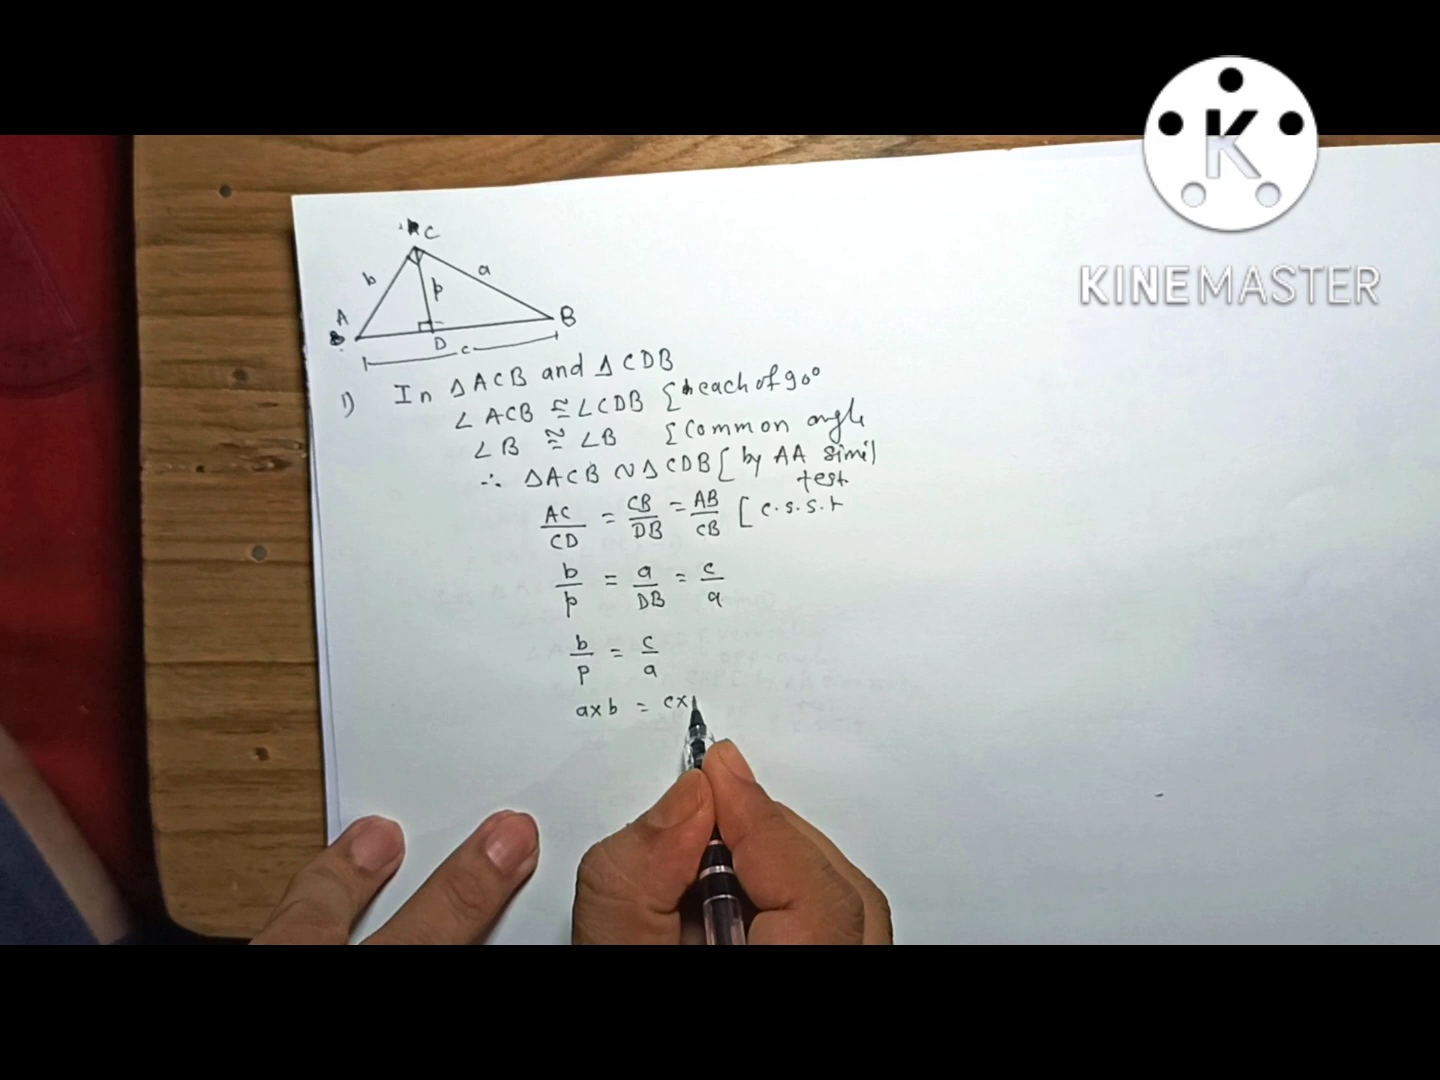 K
KINEMASTER
C
b
a
p
A
B
D
c
1) In △ACB and △CDB
∠ACB ≅ ∠CDB [each of 90°
∠B ≅ ∠B [Common angle
∴ △ACB ~ △CDB [by AA simil
test
AC/CD = CB/DB = AB/CB [c.s.s.t
b/p = a/DB = c/a
b/p = c/a
a×b = c×